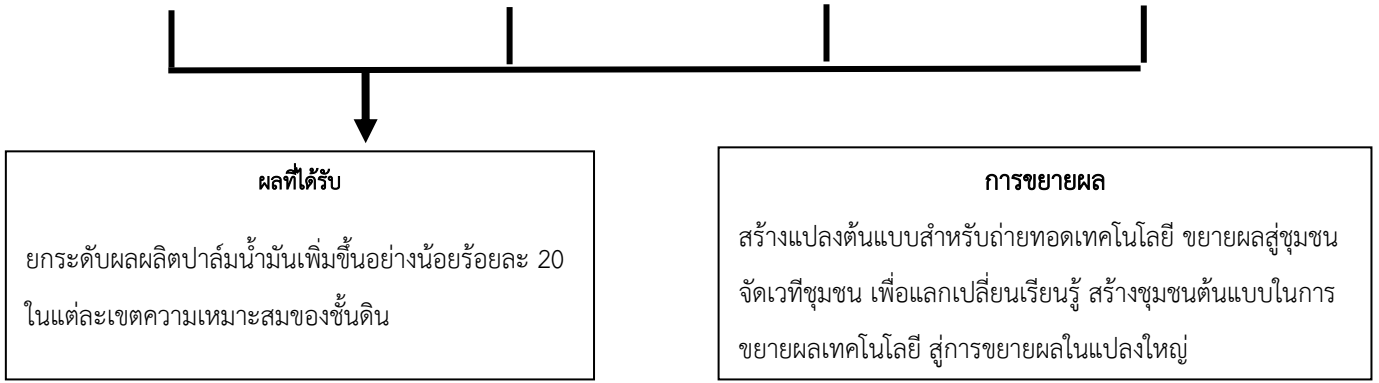 ผลที่ได้รับ
ยกระดับผลผลิตปาล์มน้ำมันเพิ่มขึ้นอย่างน้อยร้อยละ 20
ในแต่ละเขตความเหมาะสมของชั้นดิน
การขยายผล
สร้างแปลงต้นแบบสำหรับถ่ายทอดเทคโนโลยี ขยายผลสู่ชุมชน
จัดเวทีชุมชน เพื่อแลกเปลี่ยนเรียนรู้ สร้างชุมชนต้นแบบในการ
ขยายผลเทคโนโลยี สู่การขยายผลในแปลงใหญ่